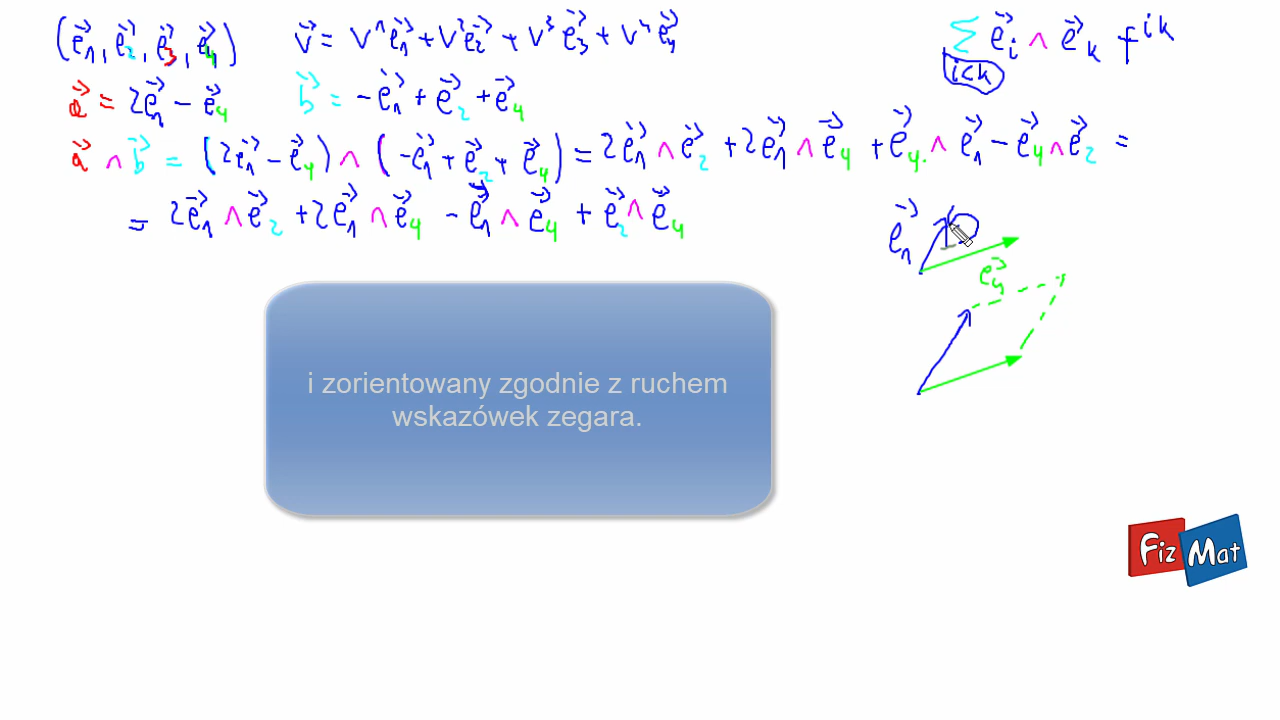 (e⃗₁, e⃗₂, e⃗₃, e⃗₄) v⃗ = v¹e⃗₁ + v²e⃗₂ + v³e⃗₃ + v⁴e⃗₄
∑ e⃗ᵢ ∧ e⃗ₖ fⁱᵏ
i<k
a⃗ = 2e⃗₁ − e⃗₄ b⃗ = −e⃗₁ + e⃗₂ + e⃗₄
a⃗ ∧ b⃗ = (2e⃗₁ − e⃗₄) ∧ (−e⃗₁ + e⃗₂ + e⃗₄) = 2e⃗₁ ∧ e⃗₂ + 2e⃗₁ ∧ e⃗₄ + e⃗₄ ∧ e⃗₁ − e⃗₄ ∧ e⃗₂ =
= 2e⃗₁ ∧ e⃗₂ + 2e⃗₁ ∧ e⃗₄ − e⃗₁ ∧ e⃗₄ + e⃗₂ ∧ e⃗₄
e⃗₁
e⃗₄
i zorientowany zgodnie z ruchem
wskazówek zegara.
Fiz Mat